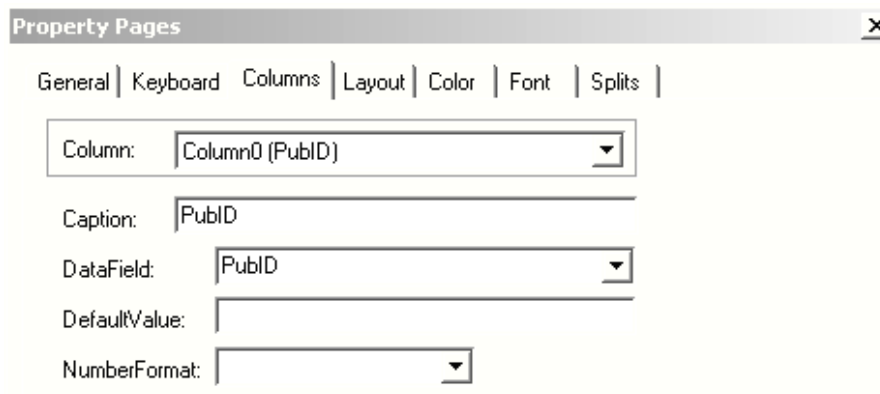 Property Pages
General Keyboard Columns Layout Color Font Splits
Column: Column0 (PubID)
Caption: PubID
DataField: PubID
DefaultValue:
NumberFormat: